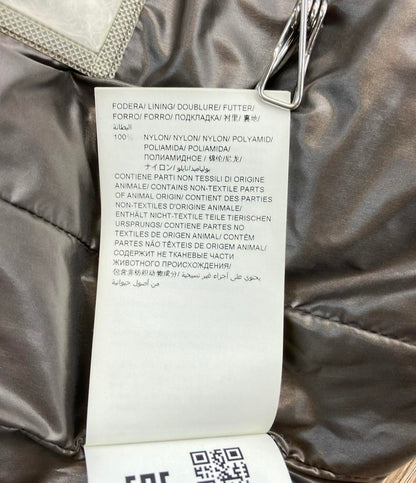 FODERA/ LINING/ DOUBLURE/ FUTTER/
FORRO/ FORRO/ ПОДКЛАДКА/ 衬里/ 裏地/
البطانة
100% NYLON/ NYLON/ NYLON/ POLYAMID/
POLIAMIDA/ POLIAMIDA/
ПОЛИАМИДНОЕ / 锦纶/尼龙/
ナイロン/ بولياميد/نايلو
CONTIENE PARTI NON TESSILI DI ORIGINE
ANIMALE/ CONTAINS NON-TEXTILE PARTS
OF ANIMAL ORIGIN/ CONTIENT DES PARTIES
NON-TEXTILES D'ORIGINE ANIMALE/
ENTHÄLT NICHT-TEXTILE TEILE TIERISCHEN
URSPRUNGS/ CONTIENE PARTES NO
TEXTILES DE ORIGEN ANIMAL/ CONTÉM
PARTES NÃO TÊXTEIS DE ORIGEM ANIMAL/
СОДЕРЖИТ НЕ ТКАНЕВЫЕ ЧАСТИ
ЖИВОТНОГО ПРОИСХОЖДЕНИЯ/
包含非纺织动物成分/ يحتوي على أجزاء غير نسيجية
من أصول حيوانية